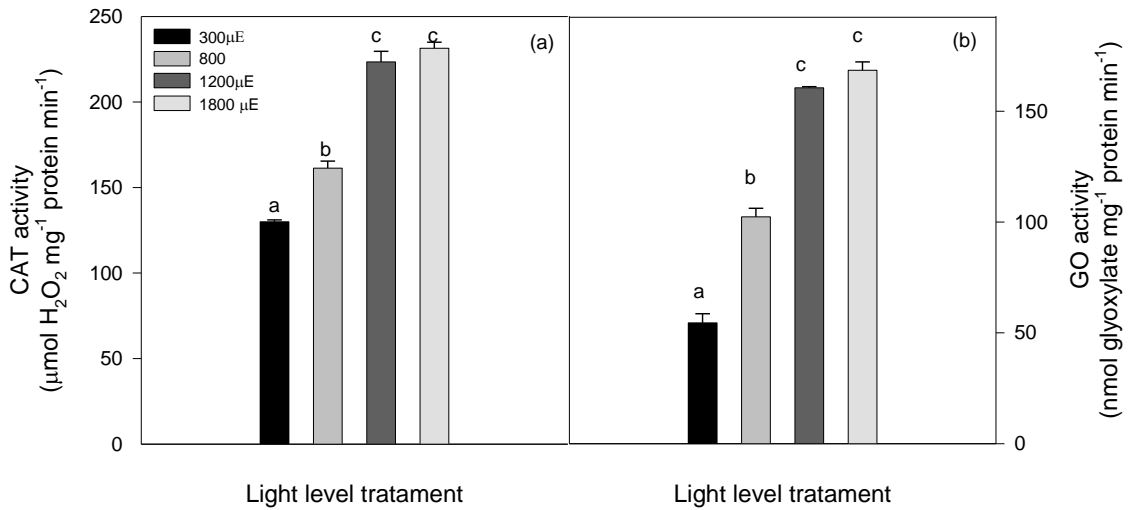 CAT activity
(μmol H₂O₂ mg⁻¹ protein min⁻¹)
250
200
150
100
50
0
300μE
800
1200μE
1800 μE
(a)
a
b
c
c
Light level tratament
(b)
a
b
c
c
Light level tratament
150
100
50
0
GO activity
(nmol glyoxylate mg⁻¹ protein min⁻¹)